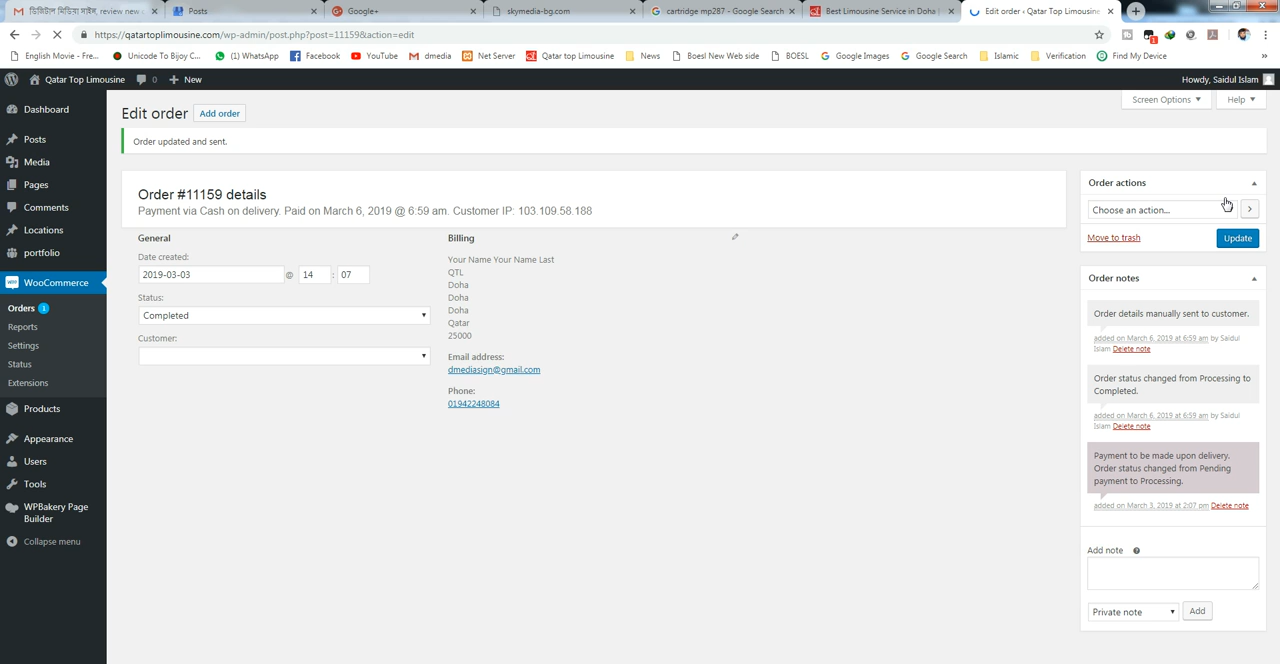 ডিজিটাল মিডিয়া সাইন, review new
Posts
Google+
skymedia-bg.com
cartridge mp287 - Google Search
Best Limousine Service in Doha |
Edit order ‹ Qatar Top Limousine
https://qatartoplimousine.com/wp-admin/post.php?post=11159&action=edit
English Movie - Fre...
Unicode To Bijoy C...
(1) WhatsApp
Facebook
YouTube
dmedia
Net Server
Qatar top Limousine
News
Boesl New Web side
BOESL
Google Images
Google Search
Islamic
Verification
Find My Device
Qatar Top Limousine
0
New
Howdy, Saidul Islam
Dashboard
Posts
Media
Pages
Comments
Locations
portfolio
WooCommerce
Orders 1
Reports
Settings
Status
Extensions
Products
Appearance
Users
Tools
WPBakery Page
Builder
Collapse menu
Edit order
Add order
Screen Options
Help
Order updated and sent.
Order #11159 details
Payment via Cash on delivery. Paid on March 6, 2019 @ 6:59 am. Customer IP: 103.109.58.188
General
Date created:
2019-03-03 @ 14 : 07
Status:
Completed
Customer:
Billing
Your Name Your Name Last
QTL
Doha
Doha
Doha
Qatar
25000
Email address:
dmediasign@gmail.com
Phone:
01942248084
Order actions
Choose an action...
Move to trash
Update
Order notes
Order details manually sent to customer.
added on March 6, 2019 at 6:59 am by Saidul
Islam Delete note
Order status changed from Processing to
Completed.
added on March 6, 2019 at 6:59 am by Saidul
Islam Delete note
Payment to be made upon delivery.
Order status changed from Pending
payment to Processing.
added on March 3, 2019 at 2:07 pm Delete note
Add note
Private note
Add